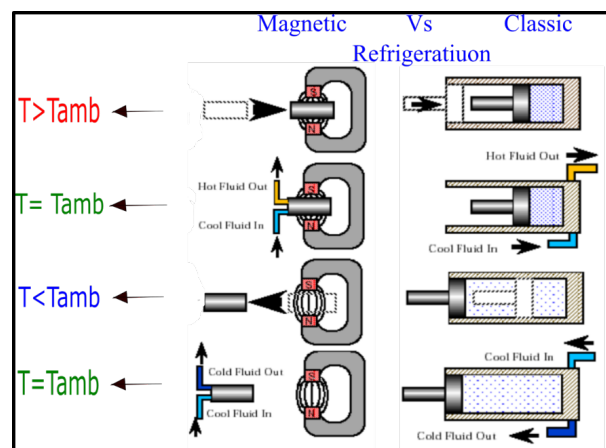 Magnetic Vs Classic
Refrigeratiuon
T>Tamb
S
N
T= Tamb
Hot Fluid Out
Cool Fluid In
S
N
Hot Fluid Out
Cool Fluid In
T<Tamb
S
N
T=Tamb
Cold Fluid Out
Cool Fluid In
S
N
Cool Fluid In
Cold Fluid Out